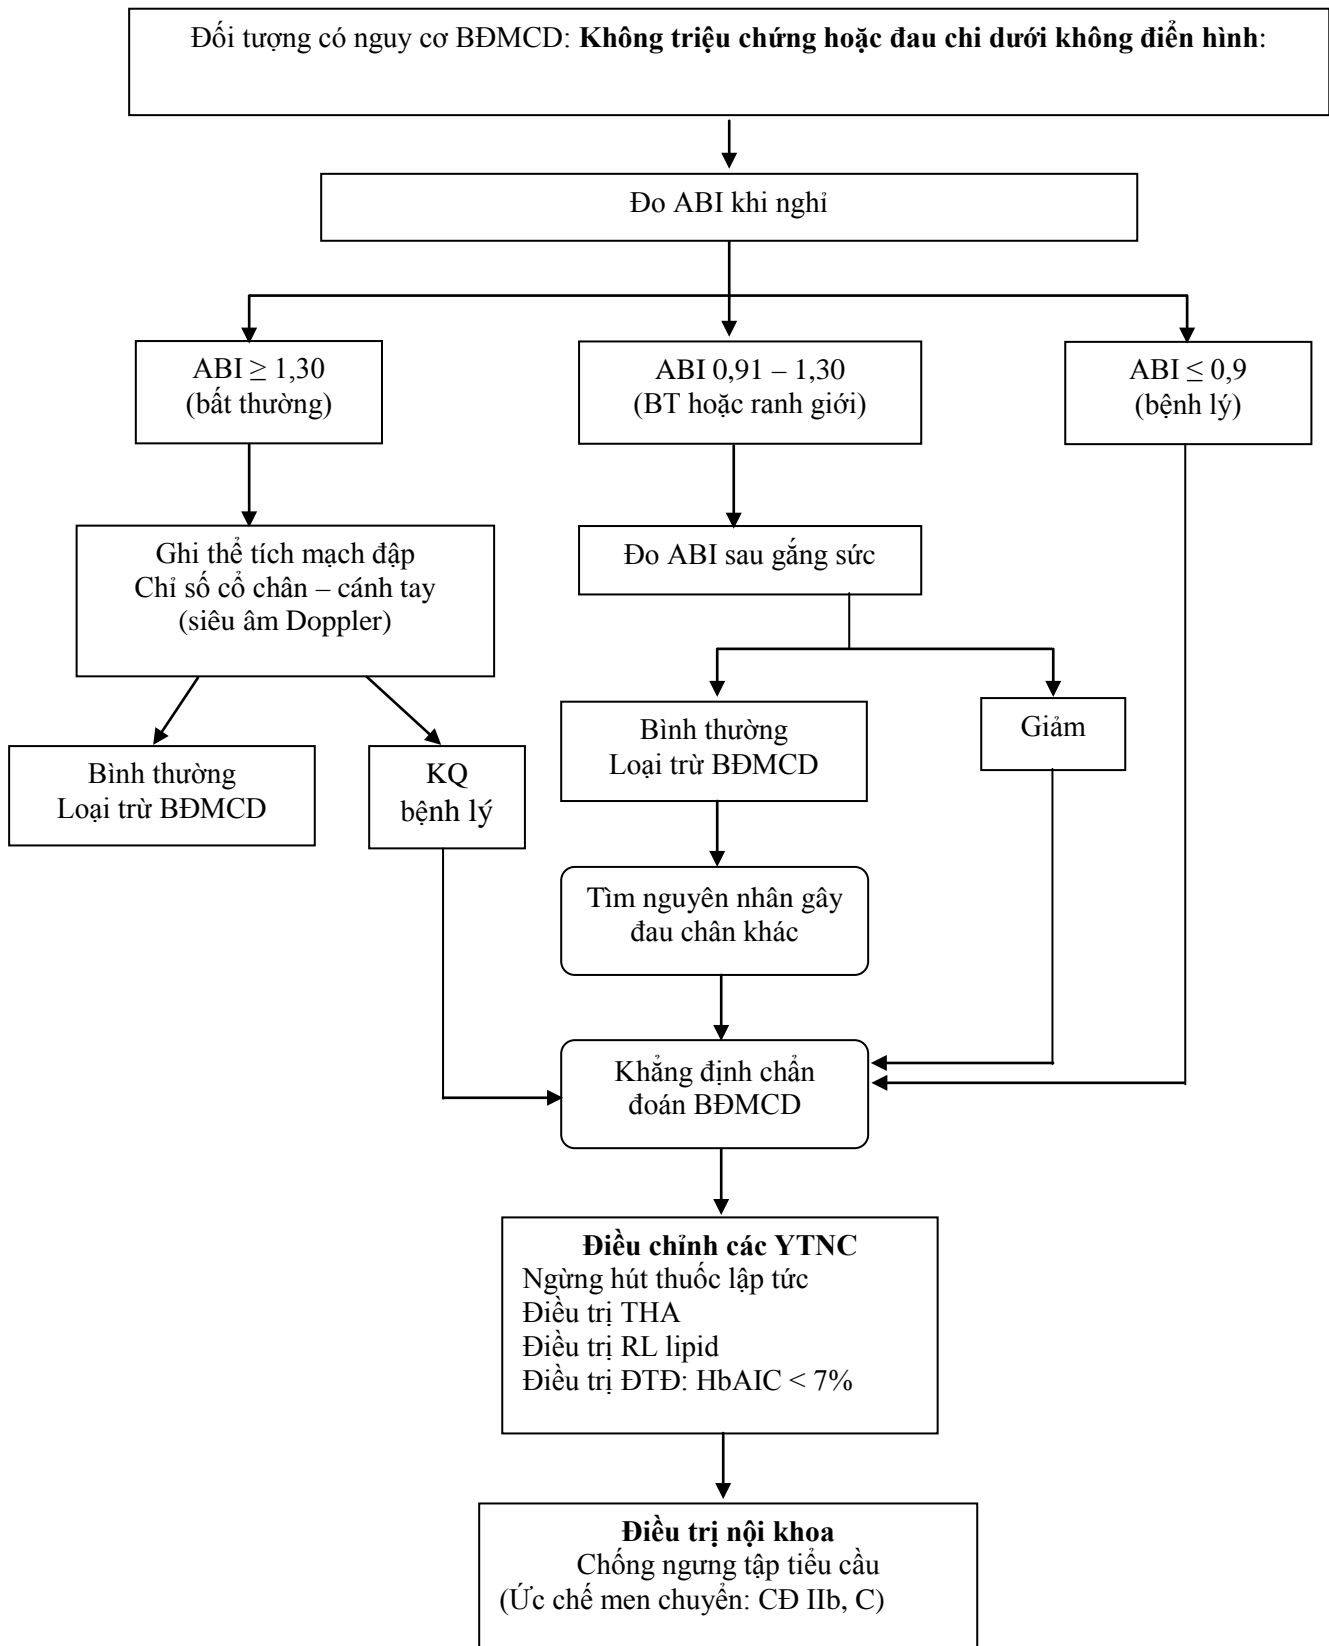 Đối tượng có nguy cơ BĐMCD: Không triệu chứng hoặc đau chi dưới không điển hình:
Đo ABI khi nghỉ
ABI ≥ 1,30
(bất thường)
ABI 0,91 – 1,30
(BT hoặc ranh giới)
ABI ≤ 0,9
(bệnh lý)
Ghi thể tích mạch đập
Chỉ số cổ chân – cánh tay
(siêu âm Doppler)
Đo ABI sau gắng sức
Bình thường
Loại trừ BĐMCD
KQ
bệnh lý
Bình thường
Loại trừ BĐMCD
Giảm
Tìm nguyên nhân gây
đau chân khác
Khẳng định chẩn
đoán BĐMCD
Điều chỉnh các YTNC
Ngừng hút thuốc lập tức
Điều trị THA
Điều trị RL lipid
Điều trị ĐTĐ: HbAIC < 7%
Điều trị nội khoa
Chống ngưng tập tiểu cầu
(Ức chế men chuyển: CĐ IIb, C)